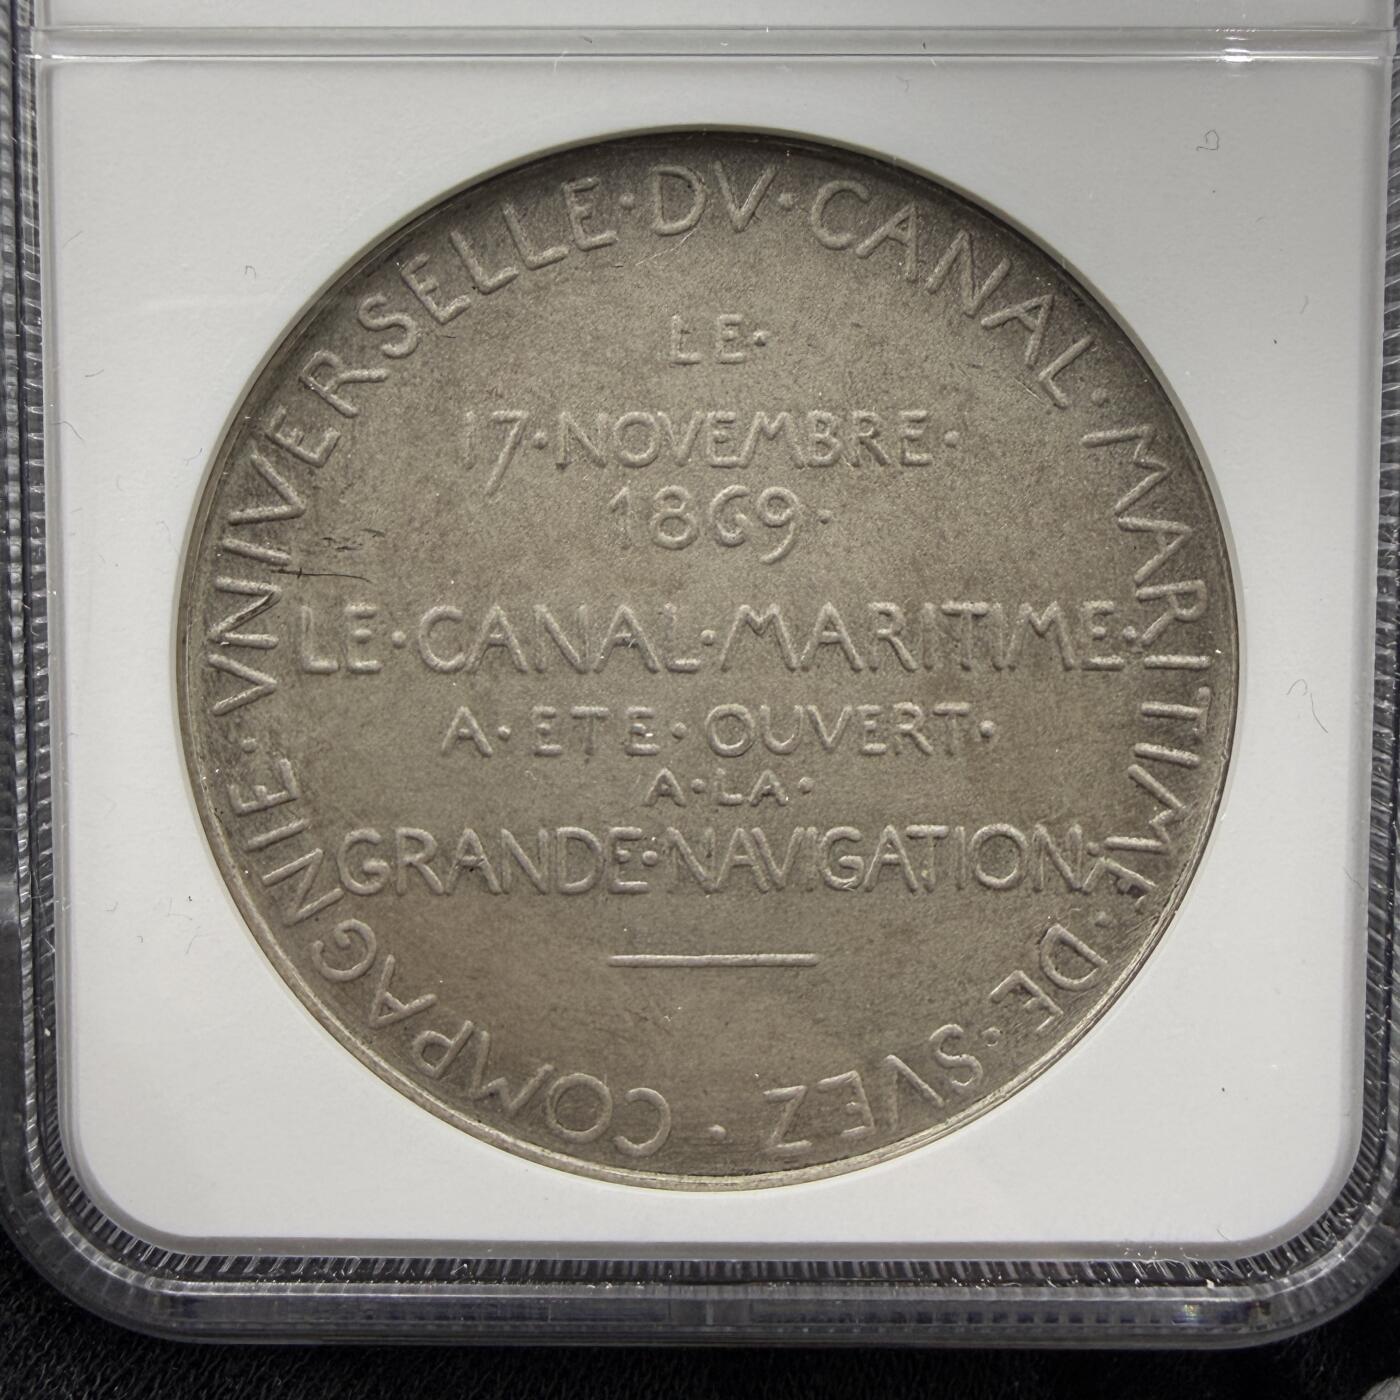 COMPAGNIE · VNIVERSELLE · DV · CANAL · MARITIME · DE · SVEZ ·
LE ·
17 · NOVEMBRE ·
1869 ·
LE · CANAL · MARITIME ·
A · ETE · OUVERT ·
A · LA ·
GRANDE · NAVIGATION ·